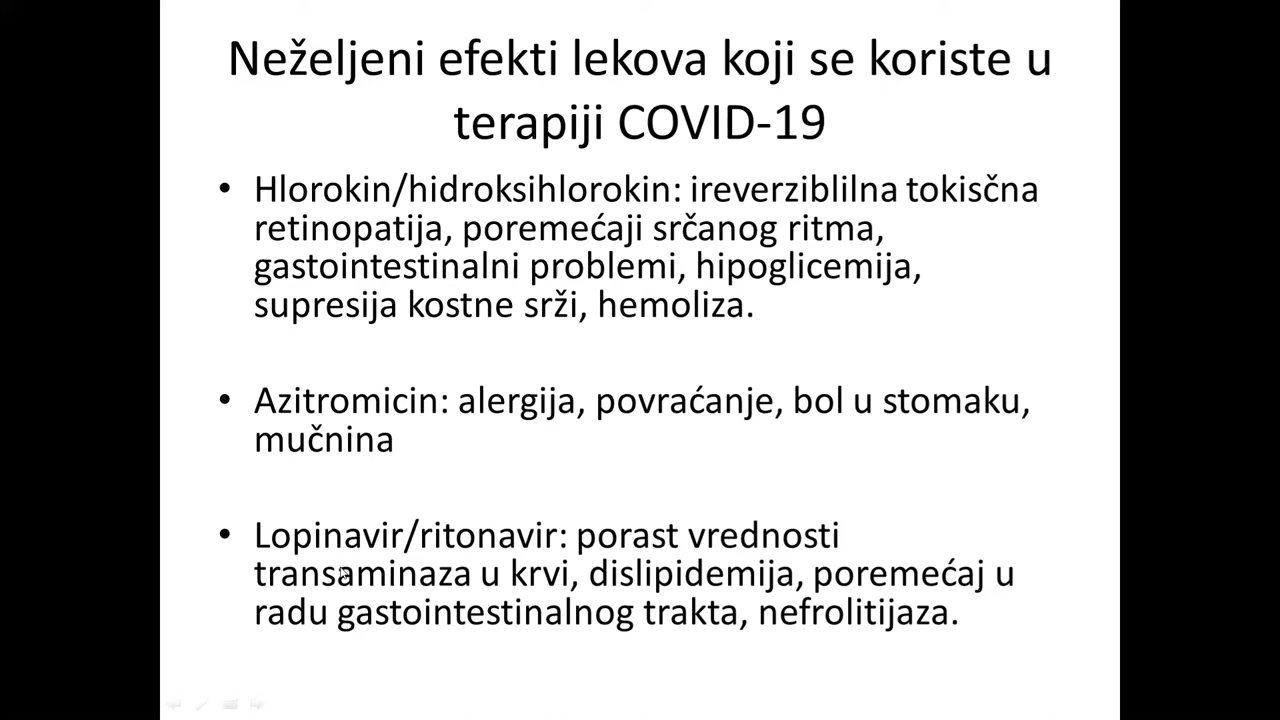 Neželjeni efekti lekova koji se koriste u
terapiji COVID-19
• Hlorokin/hidroksihlorokin: ireverziblilna tokisčna
retinopatija, poremećaji srčanog ritma,
gastointestinalni problemi, hipoglicemija,
supresija kostne srži, hemoliza.
• Azitromicin: alergija, povraćanje, bol u stomaku,
mučnina
• Lopinavir/ritonavir: porast vrednosti
transaminaza u krvi, dislipidemija, poremećaj u
radu gastointestinalnog trakta, nefrolitijaza.